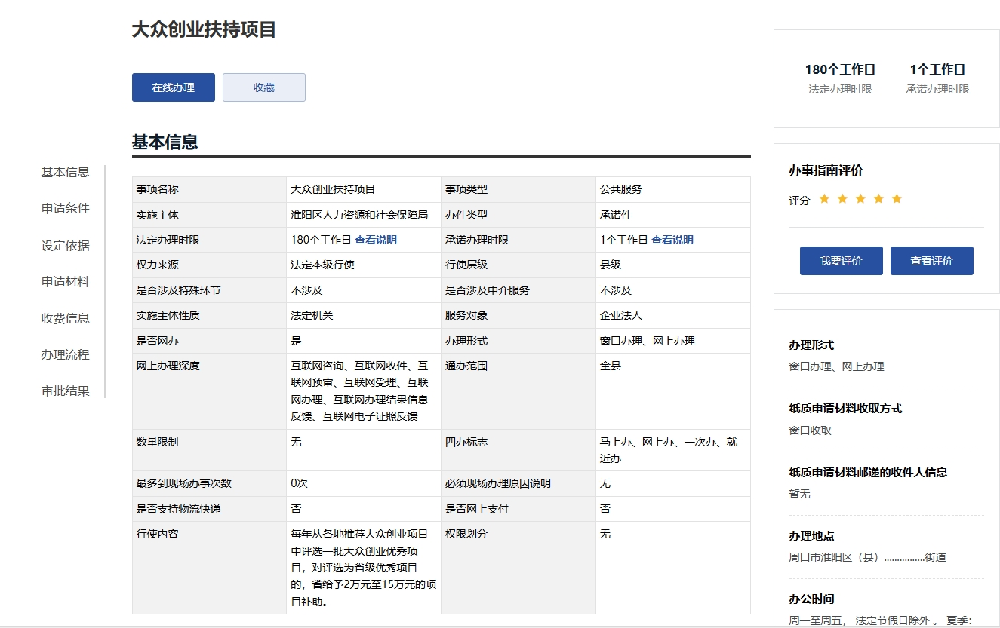 大众创业扶持项目
在线办理
收藏
基本信息
基本信息
申请条件
设定依据
申请材料
收费信息
办理流程
审批结果
事项名称 大众创业扶持项目 事项类型 公共服务
实施主体 淮阳区人力资源和社会保障局 办件类型 承诺件
法定办理时限 180个工作日 查看说明 承诺办理时限 1个工作日 查看说明
权力来源 法定本级行使 行使层级 县级
是否涉及特殊环节 不涉及 是否涉及中介服务 不涉及
实施主体性质 法定机关 服务对象 企业法人
是否网办 是 办理形式 窗口办理、网上办理
网上办理深度 互联网咨询、互联网收件、互 通办范围 全县
联网预审、互联网受理、互联
网办理、互联网办理结果信息
反馈、互联网电子证照反馈
数量限制 无 四办标志 马上办、网上办、一次办、就
近办
最多到现场办事次数 0次 必须现场办理原因说明 无
是否支持物流快递 否 是否网上支付 否
行使内容 每年从各地推荐大众创业项目 权限划分 无
中评选一批大众创业优秀项
目，对评选为省级优秀项目
的，省给予2万元至15万元的项
目补助。
180个工作日 1个工作日
法定办理时限 承诺办理时限
办事指南评价
评分
我要评价 查看评价
办理形式
窗口办理、网上办理
纸质申请材料收取方式
窗口收取
纸质申请材料邮递的收件人信息
暂无
办理地点
周口市淮阳区（县）................街道
办公时间
周一至周五， 法定节假日除外 。 夏季：